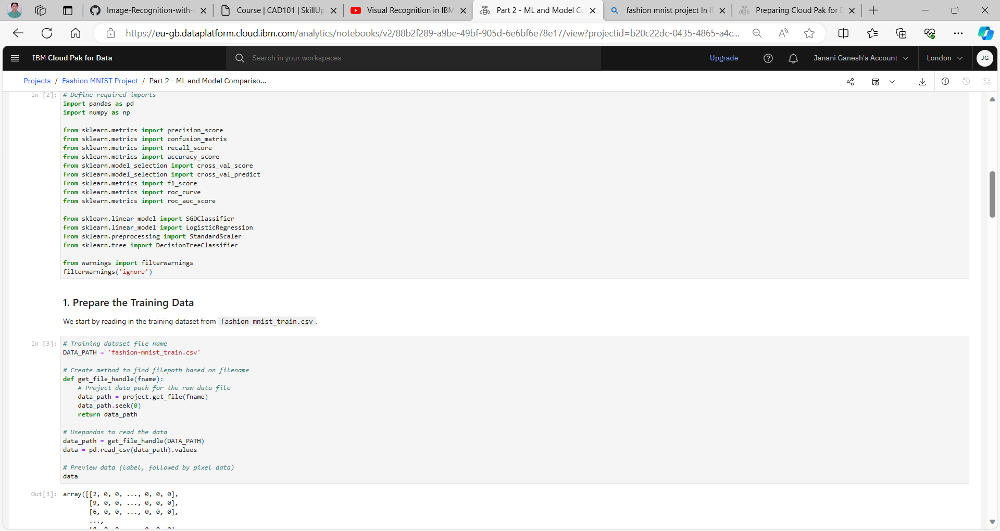 Image-Recognition-with-
Course | CAD101 | SkillUp
Visual Recognition in IBM
Part 2 - ML and Model Co
fashion mnist project In I
Preparing Cloud Pak for D
https://eu-gb.dataplatform.cloud.ibm.com/analytics/notebooks/v2/88b2f289-a9be-49bf-905d-6e6bf6e78e17/view?projectid=b20c22dc-0435-4865-a4c...
IBM Cloud Pak for Data
Search in your workspaces
Upgrade
Janani Ganesh's Account
London
JG
Projects / Fashion MNIST Project / Part 2 - ML and Model Compariso...
In [2]: # Define required imports
import pandas as pd
import numpy as np
from sklearn.metrics import precision_score
from sklearn.metrics import confusion_matrix
from sklearn.metrics import recall_score
from sklearn.metrics import accuracy_score
from sklearn.model_selection import cross_val_score
from sklearn.model_selection import cross_val_predict
from sklearn.metrics import f1_score
from sklearn.metrics import roc_curve
from sklearn.metrics import roc_auc_score
from sklearn.linear_model import SGDClassifier
from sklearn.linear_model import LogisticRegression
from sklearn.preprocessing import StandardScaler
from sklearn.tree import DecisionTreeClassifier
from warnings import filterwarnings
filterwarnings('ignore')
1. Prepare the Training Data
We start by reading in the training dataset from fashion-mnist_train.csv.
In [3]: # Training dataset file name
DATA_PATH = 'fashion-mnist_train.csv'
# Create method to find filepath based on filename
def get_file_handle(fname):
    # Project data path for the raw data file
    data_path = project.get_file(fname)
    data_path.seek(0)
    return data_path
# Usepandas to read the data
data_path = get_file_handle(DATA_PATH)
data = pd.read_csv(data_path).values
# Preview data (label, followed by pixel data)
data
Out[3]: array([[2, 0, 0, ..., 0, 0, 0],
[9, 0, 0, ..., 0, 0, 0],
[6, 0, 0, ..., 0, 0, 0],
...,